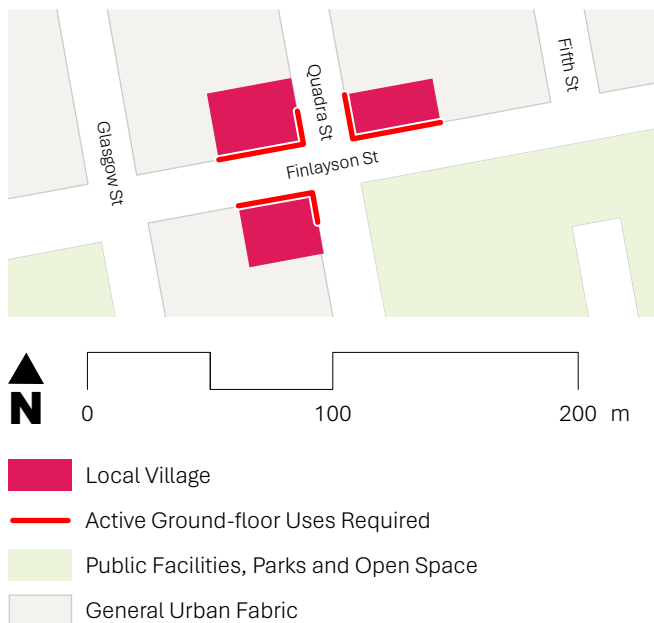 Quadra St
Fifth St
Glasgow St
Finlayson St
N
0 100 200 m
Local Village
Active Ground-floor Uses Required
Public Facilities, Parks and Open Space
General Urban Fabric